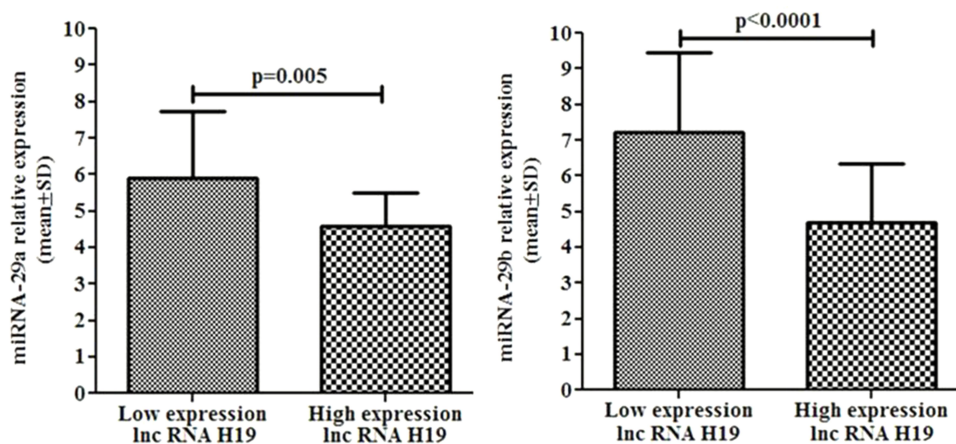 10
9
8
7
6
5
4
3
2
1
0
miRNA-29a relative expression
(mean±SD)
p=0.005
Low expression
lnc RNA H19
High expression
lnc RNA H19
10
9
8
7
6
5
4
3
2
1
0
miRNA-29b relative expression
(mean±SD)
p<0.0001
Low expression
lnc RNA H19
High expression
lnc RNA H19